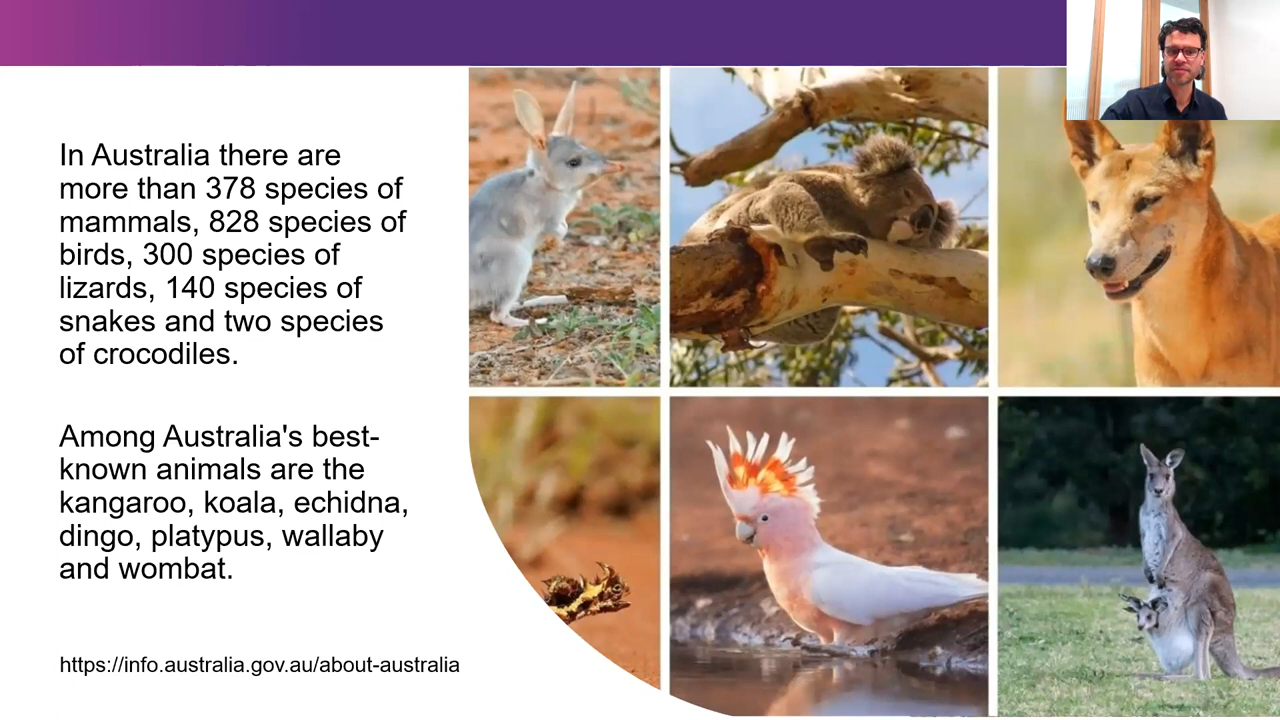 In Australia there are
more than 378 species of
mammals, 828 species of
birds, 300 species of
lizards, 140 species of
snakes and two species
of crocodiles.
Among Australia's best-
known animals are the
kangaroo, koala, echidna,
dingo, platypus, wallaby
and wombat.
https://info.australia.gov.au/about-australia